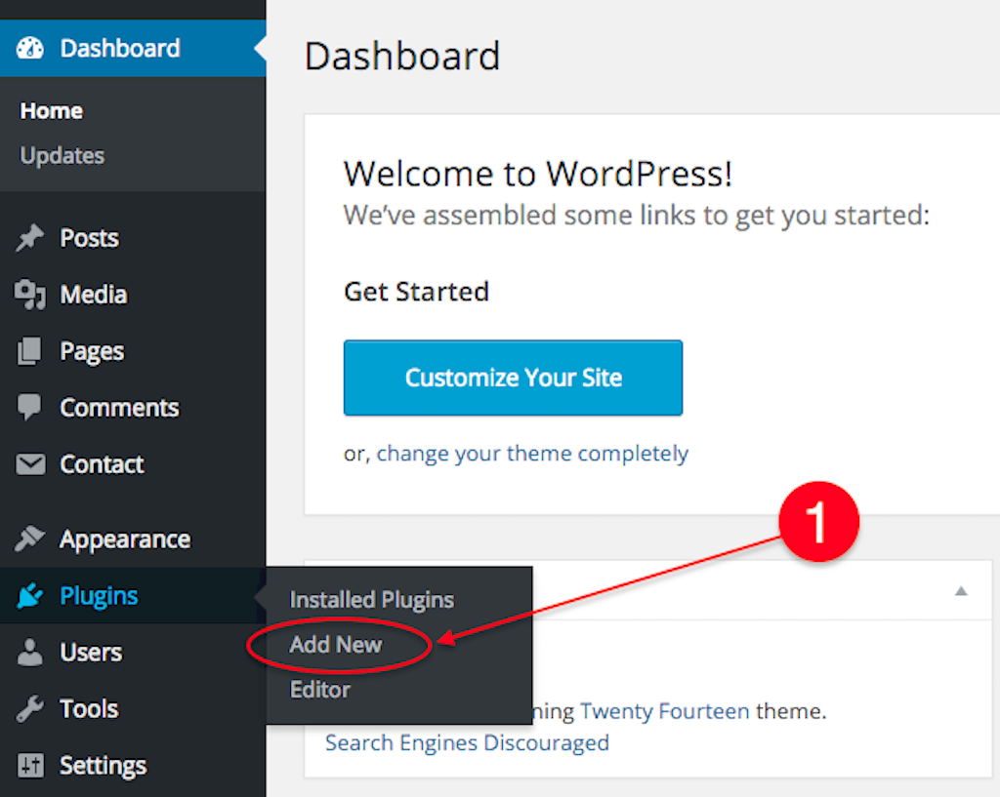 Dashboard
Home
Updates
Posts
Media
Pages
Comments
Contact
Appearance
Plugins
Users
Tools
Settings
Installed Plugins
Add New
Editor
Dashboard
Welcome to WordPress!
We've assembled some links to get you started:
Get Started
Customize Your Site
or, change your theme completely
1
Twenty Fourteen theme.
Search Engines Discouraged